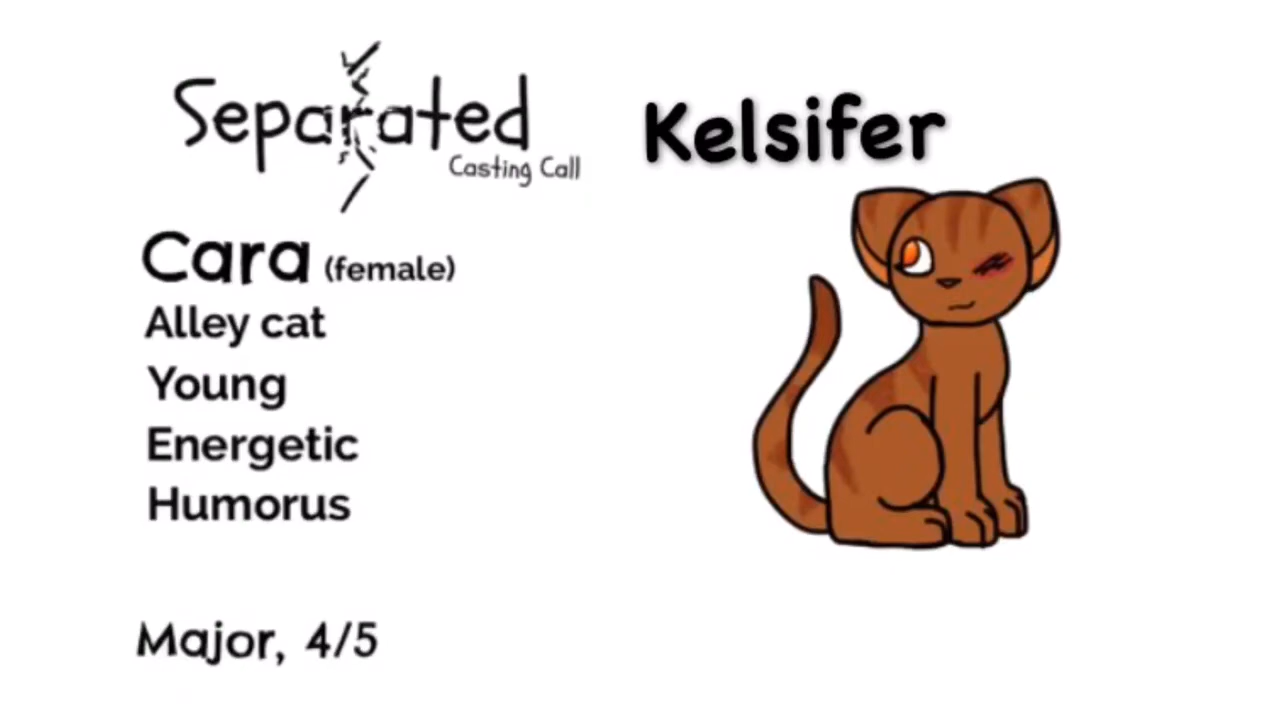 Separated
Casting Call
Kelsifer
Cara (female)
Alley cat
Young
Energetic
Humorus
Major, 4/5